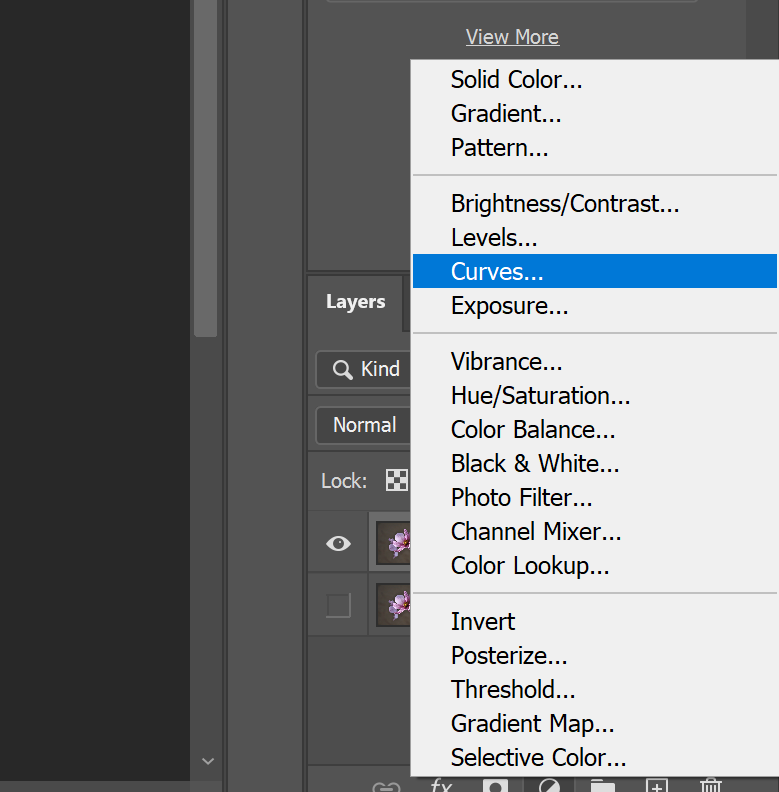 View More
Solid Color...
Gradient...
Pattern...
Brightness/Contrast...
Levels...
Curves...
Exposure...
Layers
Vibrance...
Kind
Hue/Saturation...
Normal
Color Balance...
Black & White...
Lock:
Photo Filter...
Channel Mixer...
Color Lookup...
Invert
Posterize...
Threshold...
Gradient Map...
Selective Color...
fx